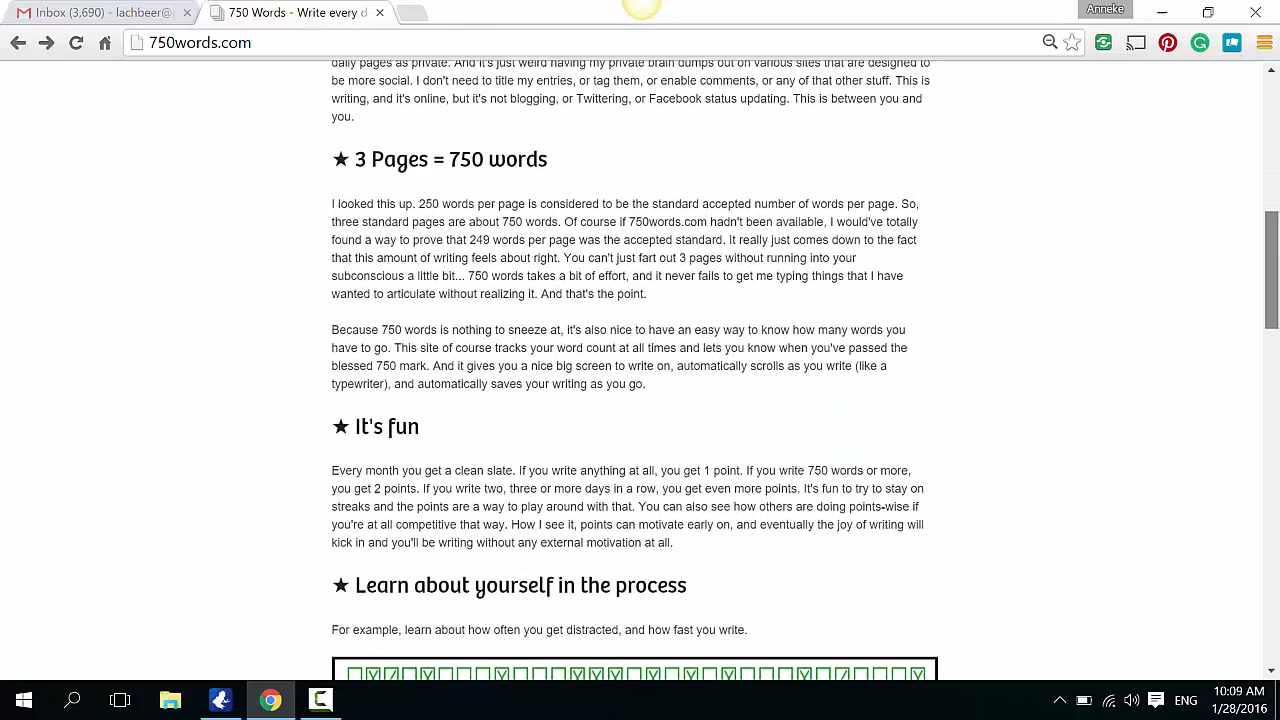 Inbox (3,690) - lachbeer@
750 Words - Write every d
Anneke
750words.com
daily pages as private. And it's just weird having my private brain dumps out on various sites that are designed to
be more social. I don't need to title my entries, or tag them, or enable comments, or any of that other stuff. This is
writing, and it's online, but it's not blogging, or Twittering, or Facebook status updating. This is between you and
you.
★ 3 Pages = 750 words
I looked this up. 250 words per page is considered to be the standard accepted number of words per page. So,
three standard pages are about 750 words. Of course if 750words.com hadn't been available, I would've totally
found a way to prove that 249 words per page was the accepted standard. It really just comes down to the fact
that this amount of writing feels about right. You can't just fart out 3 pages without running into your
subconscious a little bit... 750 words takes a bit of effort, and it never fails to get me typing things that I have
wanted to articulate without realizing it. And that's the point.
Because 750 words is nothing to sneeze at, it's also nice to have an easy way to know how many words you
have to go. This site of course tracks your word count at all times and lets you know when you've passed the
blessed 750 mark. And it gives you a nice big screen to write on, automatically scrolls as you write (like a
typewriter), and automatically saves your writing as you go.
★ It's fun
Every month you get a clean slate. If you write anything at all, you get 1 point. If you write 750 words or more,
you get 2 points. If you write two, three or more days in a row, you get even more points. It's fun to try to stay on
streaks and the points are a way to play around with that. You can also see how others are doing points-wise if
you're at all competitive that way. How I see it, points can motivate early on, and eventually the joy of writing will
kick in and you'll be writing without any external motivation at all.
★ Learn about yourself in the process
For example, learn about how often you get distracted, and how fast you write.
ENG
10:09 AM
1/28/2016